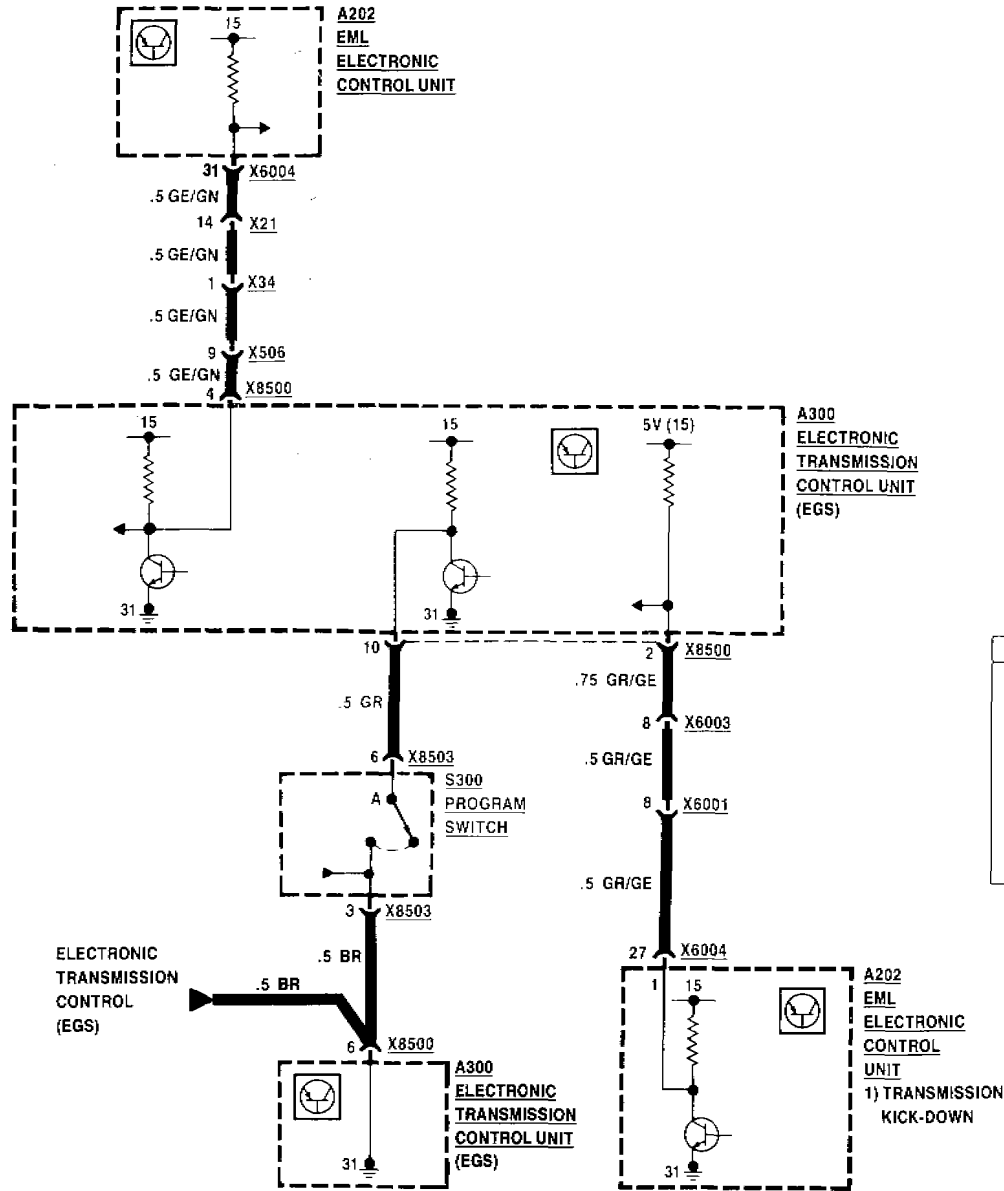 A202
EML
ELECTRONIC
CONTROL UNIT
15
31 X6004
.5 GE/GN
14 X21
.5 GE/GN
1 X34
.5 GE/GN
9 X506
.5 GE/GN
4 X8500
15
15
5V (15)
A300
ELECTRONIC
TRANSMISSION
CONTROL UNIT
(EGS)
31
31
10
2 X8500
.75 GR/GE
.5 GR
8 X6003
.5 GR/GE
6 X8503
S300
PROGRAM
SWITCH
A
8 X6001
.5 GR/GE
3 X8503
.5 BR
ELECTRONIC
TRANSMISSION
CONTROL
(EGS)
.5 BR
6 X8500
A300
ELECTRONIC
TRANSMISSION
CONTROL UNIT
(EGS)
31
27 X6004
1 15
A202
EML
ELECTRONIC
CONTROL
UNIT
1) TRANSMISSION
KICK-DOWN
31